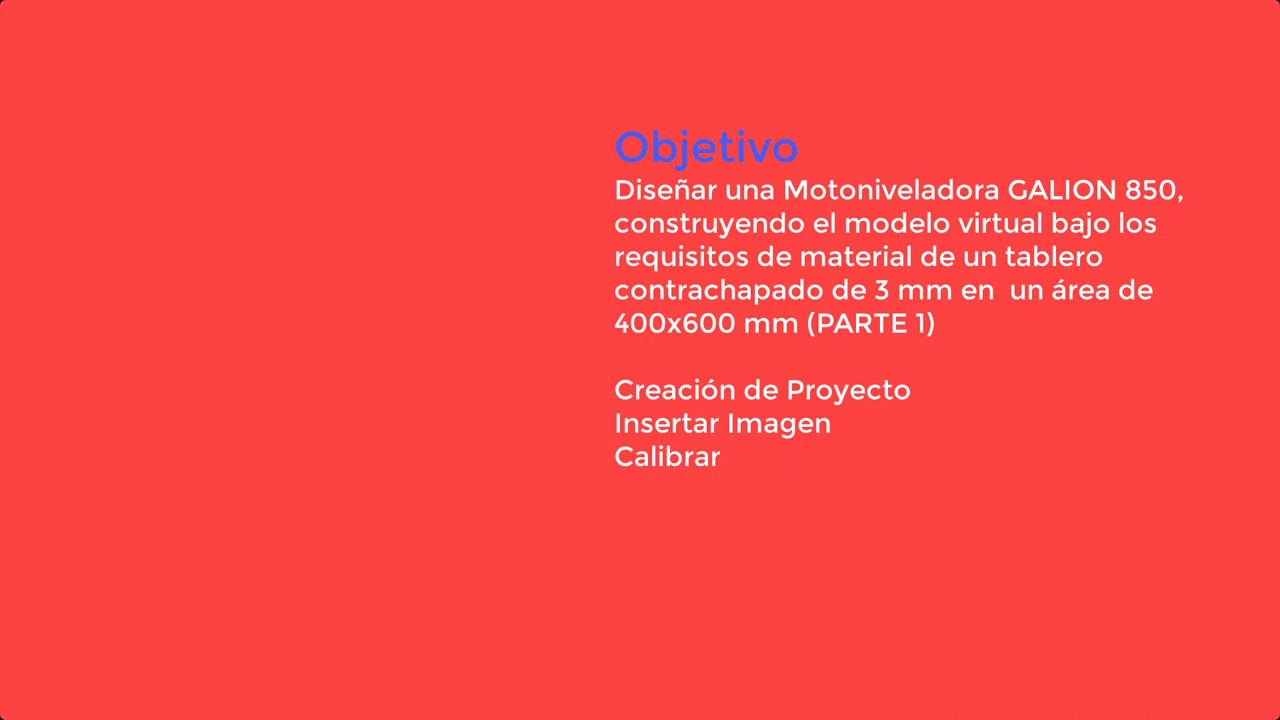 Objetivo
Diseñar una Motoniveladora GALION 850,
construyendo el modelo virtual bajo los
requisitos de material de un tablero
contrachapado de 3 mm en  un área de
400x600 mm (PARTE 1)
Creación de Proyecto
Insertar Imagen
Calibrar